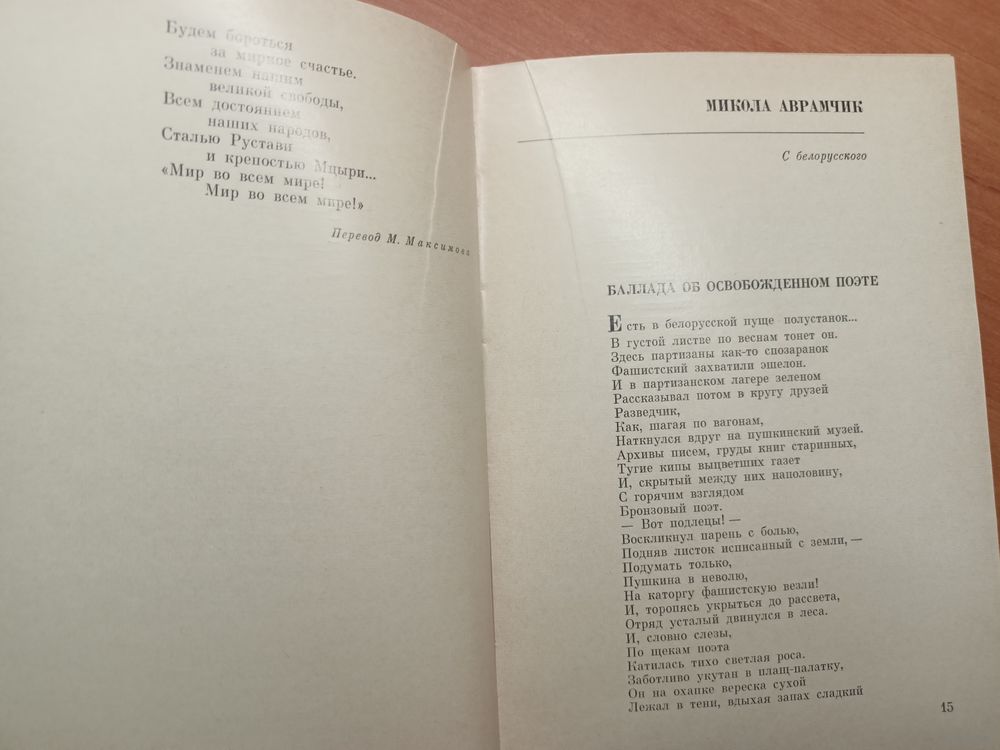 Будем бороться
за мирное счастье.
Знаменем нашим
великой свободы,
Всем достоянием
наших народов,
Сталью Рустави
и крепостью Мцыри...
«Мир во всем мире!
Мир во всем мире!»
Перевод М. Максимова
МИКОЛА АВРАМЧИК
С белорусского
БАЛЛАДА ОБ ОСВОБОЖДЕННОМ ПОЭТЕ
Есть в белорусской пуще полустанок...
В густой листве по веснам тонет он.
Здесь партизаны как-то спозаранок
Фашистский захватили эшелон.
И в партизанском лагере зеленом
Рассказывал потом в кругу друзей
Разведчик,
Как, шагая по вагонам,
Наткнулся вдруг на пушкинский музей.
Архивы писем, груды книг старинных,
Тугие кипы выцветших газет
И, скрытый между них наполовину,
С горячим взглядом
Бронзовый поэт.
— Вот подлецы! —
Воскликнул парень с болью,
Подняв листок исписанный с земли, —
Подумать только,
Пушкина в неволю,
На каторгу фашистскую везли!
И, торопясь укрыться до рассвета,
Отряд усталый двинулся в леса.
И, словно слезы,
По щекам поэта
Катилась тихо светлая роса.
Заботливо укутан в плащ-палатку,
Он на охапке вереска сухой
Лежал в тени, вдыхая запах сладкий
15